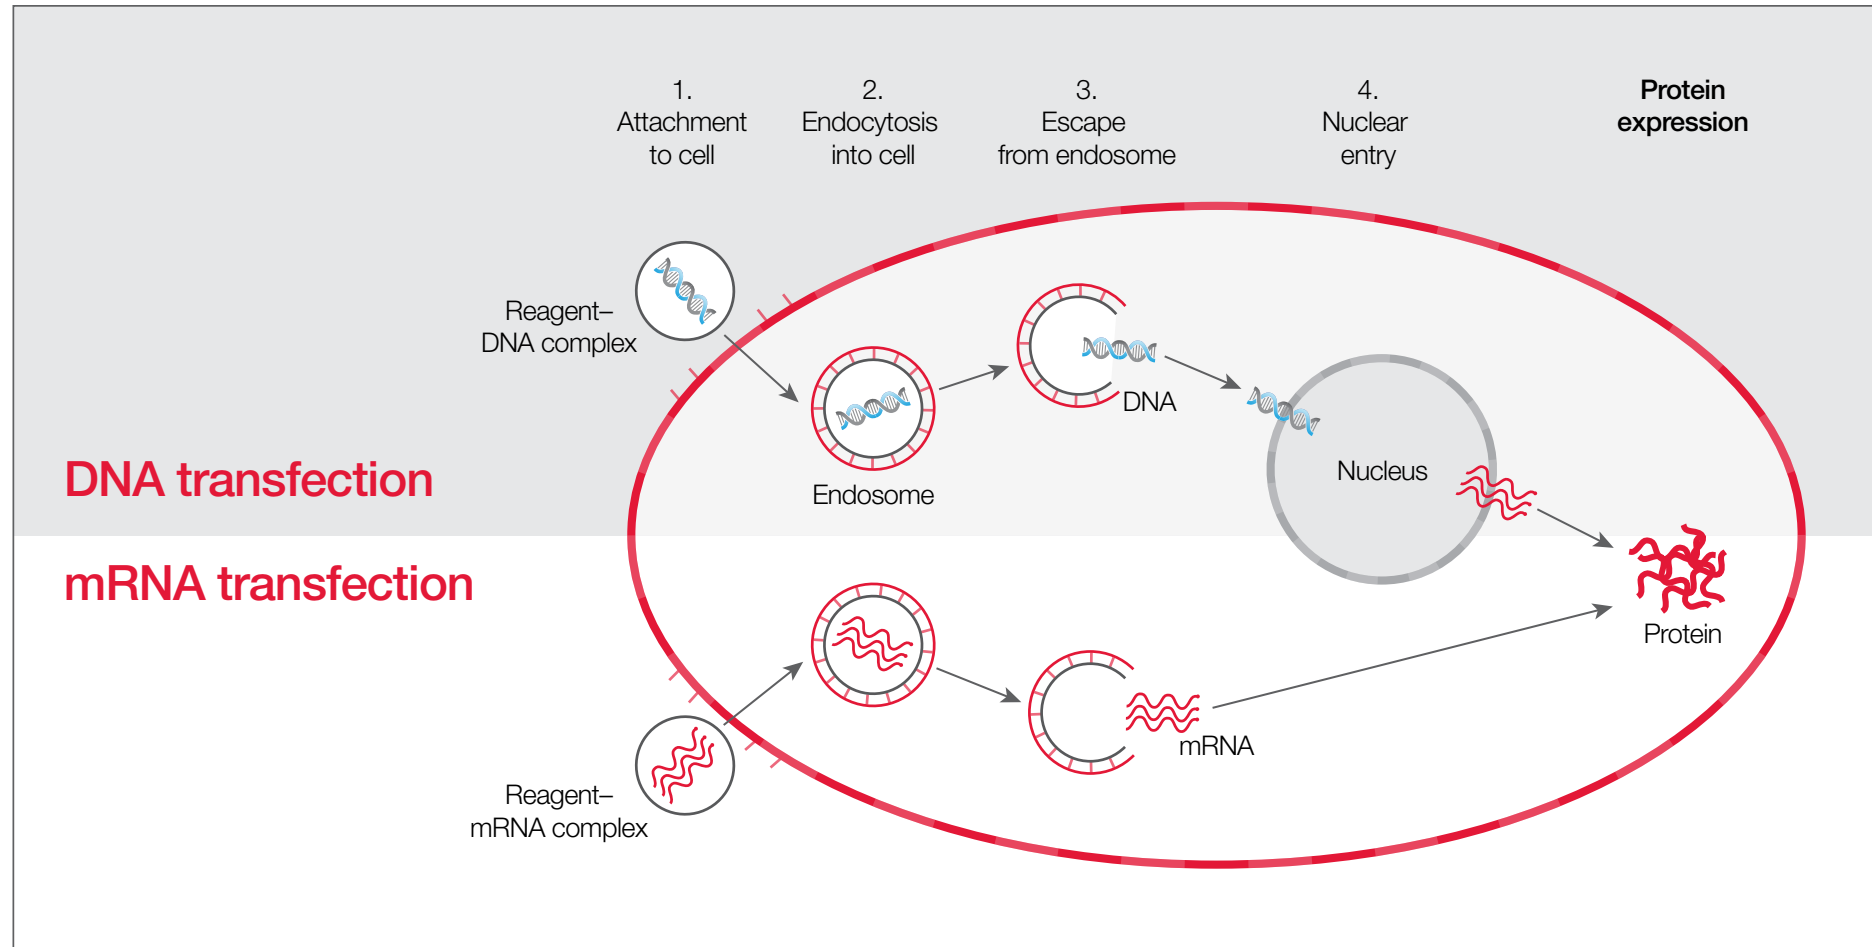 1.
Attachment
to cell
2.
Endocytosis
into cell
3.
Escape
from endosome
4.
Nuclear
entry
Protein
expression
Reagent–
DNA complex
DNA
Endosome
Nucleus
DNA transfection
mRNA transfection
Protein
mRNA
Reagent–
mRNA complex